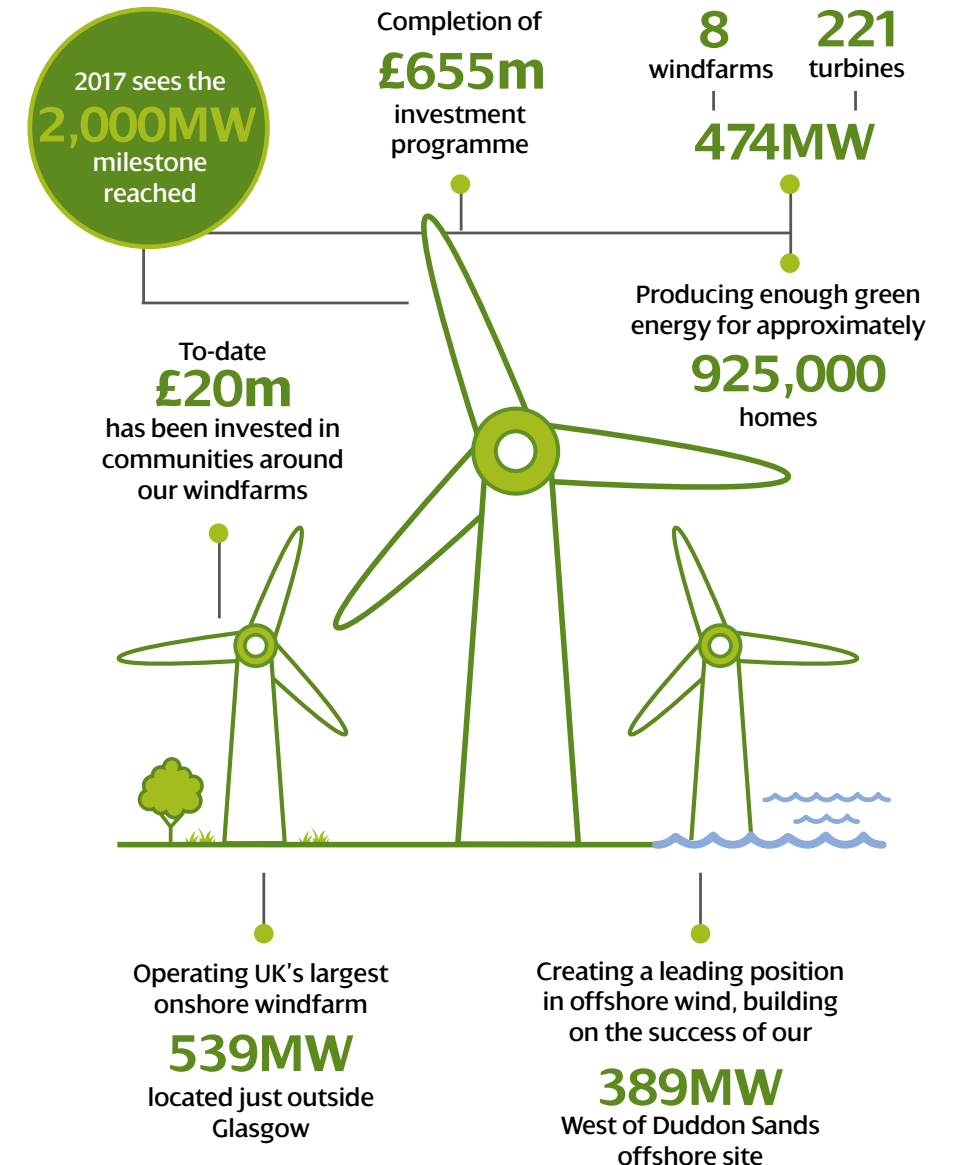 2017 sees the
2,000MW
milestone
reached
Completion of
£655m
investment
programme
8
windfarms
221
turbines
474MW
Producing enough green
energy for approximately
925,000
homes
To-date
£20m
has been invested in
communities around
our windfarms
Operating UK's largest
onshore windfarm
539MW
located just outside
Glasgow
Creating a leading position
in offshore wind, building
on the success of our
389MW
West of Duddon Sands
offshore site